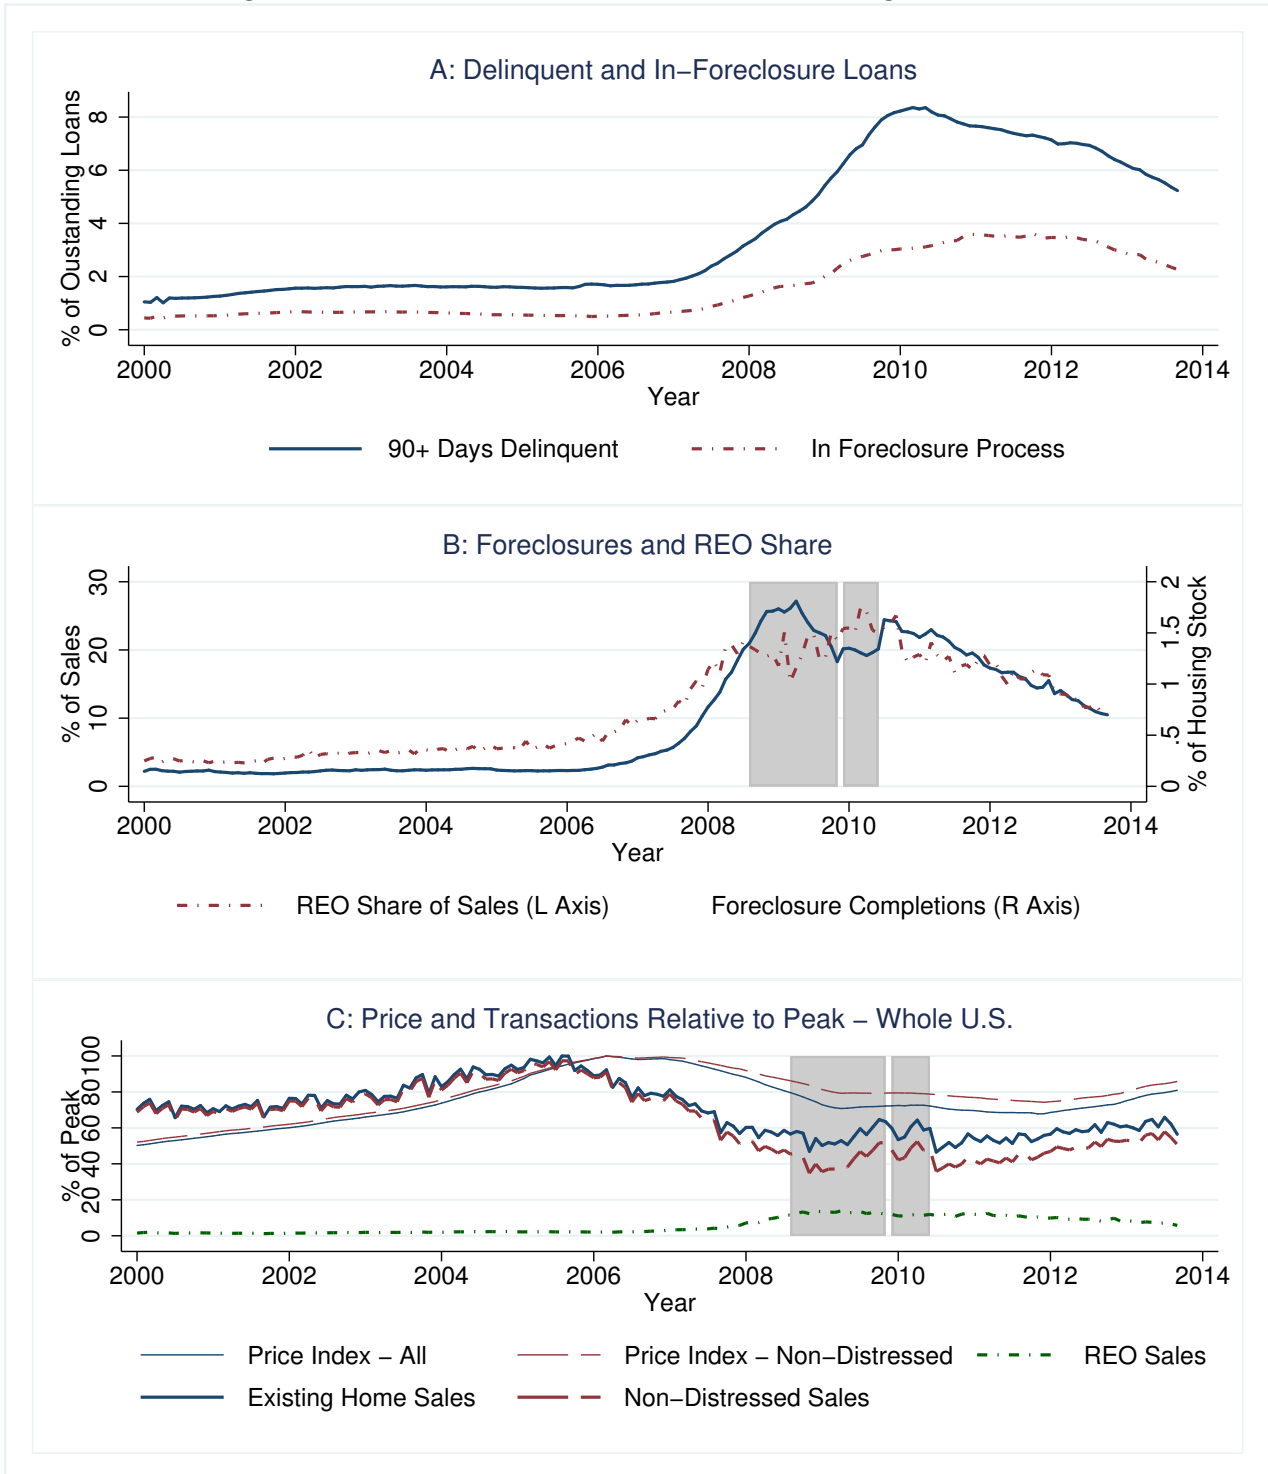 A: Delinquent and In−Foreclosure Loans
% of Oustanding Loans
8
6
4
2
0
2000 2002 2004 2006 2008 2010 2012 2014
Year
90+ Days Delinquent In Foreclosure Process
B: Foreclosures and REO Share
% of Sales
30
20
10
0
2
1.5
1
.5
0
% of Housing Stock
2000 2002 2004 2006 2008 2010 2012 2014
Year
REO Share of Sales (L Axis) Foreclosure Completions (R Axis)
C: Price and Transactions Relative to Peak − Whole U.S.
% of Peak
100
80
60
40
20
0
2000 2002 2004 2006 2008 2010 2012 2014
Year
Price Index − All Price Index − Non−Distressed REO Sales
Existing Home Sales Non−Distressed Sales